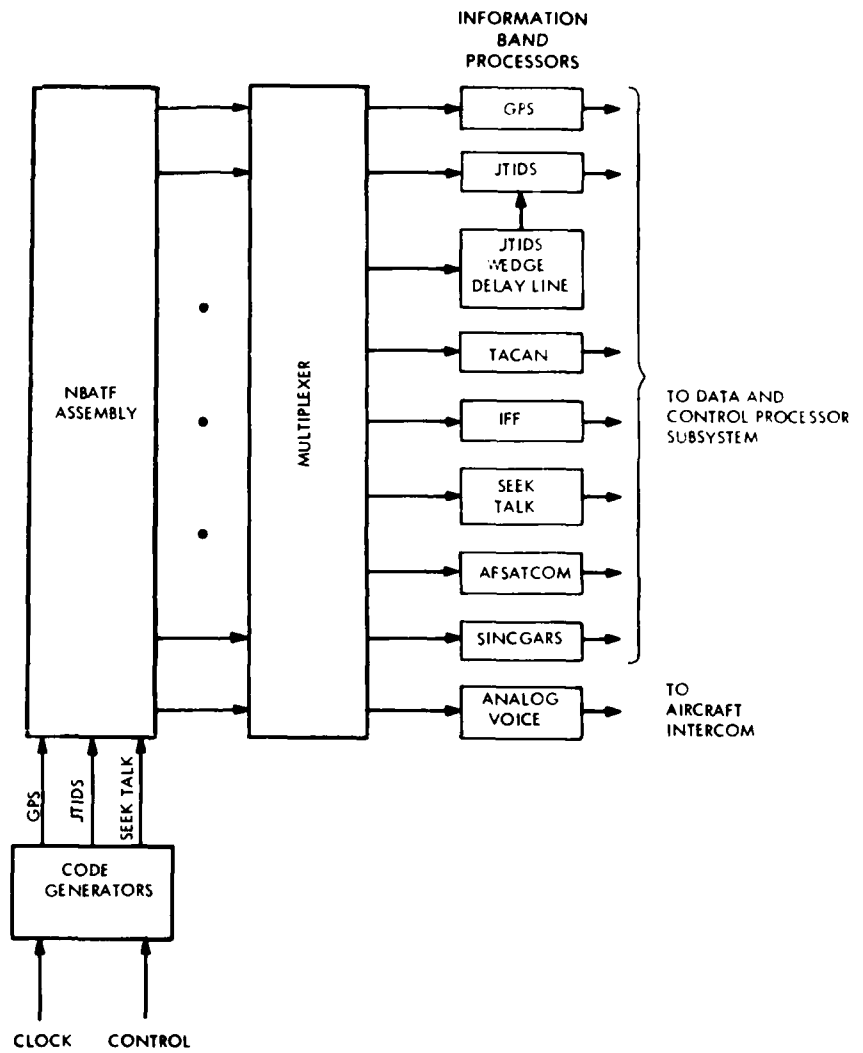 INFORMATION
BAND
PROCESSORS
GPS
JTIDS
JTIDS
WEDGE
DELAY LINE
TACAN
IFF
SEEK
TALK
AFSATCOM
SINCGARS
ANALOG
VOICE
NBATF
ASSEMBLY
MULTIPLEXER
TO DATA AND
CONTROL PROCESSOR
SUBSYSTEM
TO
AIRCRAFT
INTERCOM
GPS
JTIDS
SEEK TALK
CODE
GENERATORS
CLOCK
CONTROL